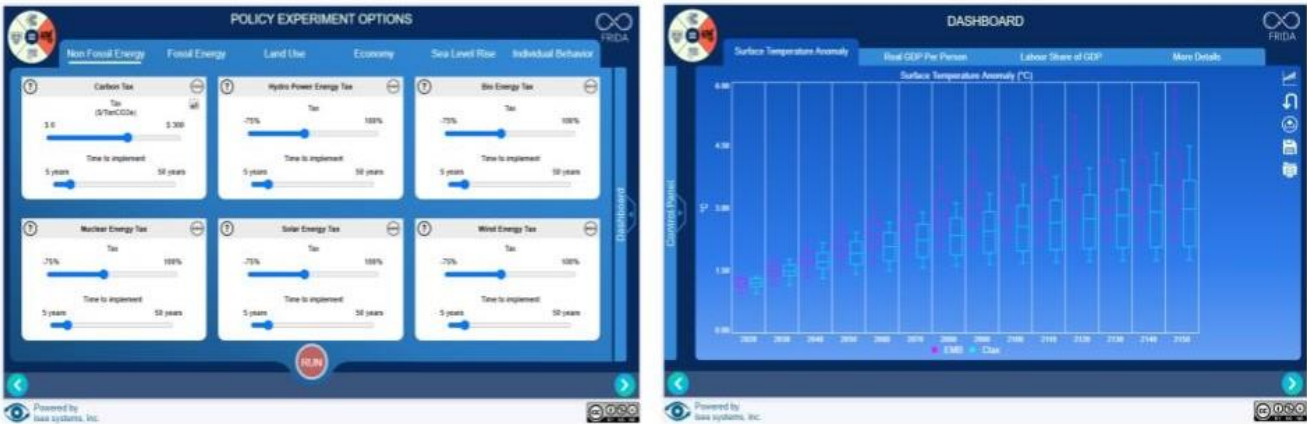 POLICY EXPERIMENT OPTIONS
FRIDA
Non Fossil Energy Fossil Energy Land Use Economy Sea Level Rise Individual Behavior
Carbon Tax
Tax
($/TonCO2e)
$ 0 $ 300
Time to implement
5 years 50 years
Hydro Power Energy Tax
Tax
-75% 100%
Time to implement
5 years 50 years
Bio Energy Tax
Tax
-75% 100%
Time to implement
5 years 50 years
Nuclear Energy Tax
Tax
-75% 100%
Time to implement
5 years 50 years
Solar Energy Tax
Tax
-75% 100%
Time to implement
5 years 50 years
Wind Energy Tax
Tax
-75% 100%
Time to implement
5 years 50 years
Dashboard
RUN
Powered by
isee systems, inc.
DASHBOARD
FRIDA
Surface Temperature Anomaly Real GDP Per Person Labour Share of GDP More Details
Surface Temperature Anomaly (°C)
6.00
4.50
3.00
1.50
0.00
°C
2020 2030 2040 2050 2060 2070 2080 2090 2100 2110 2120 2130 2140 2150
EMB Ctax
Control Panel
Powered by
isee systems, inc.